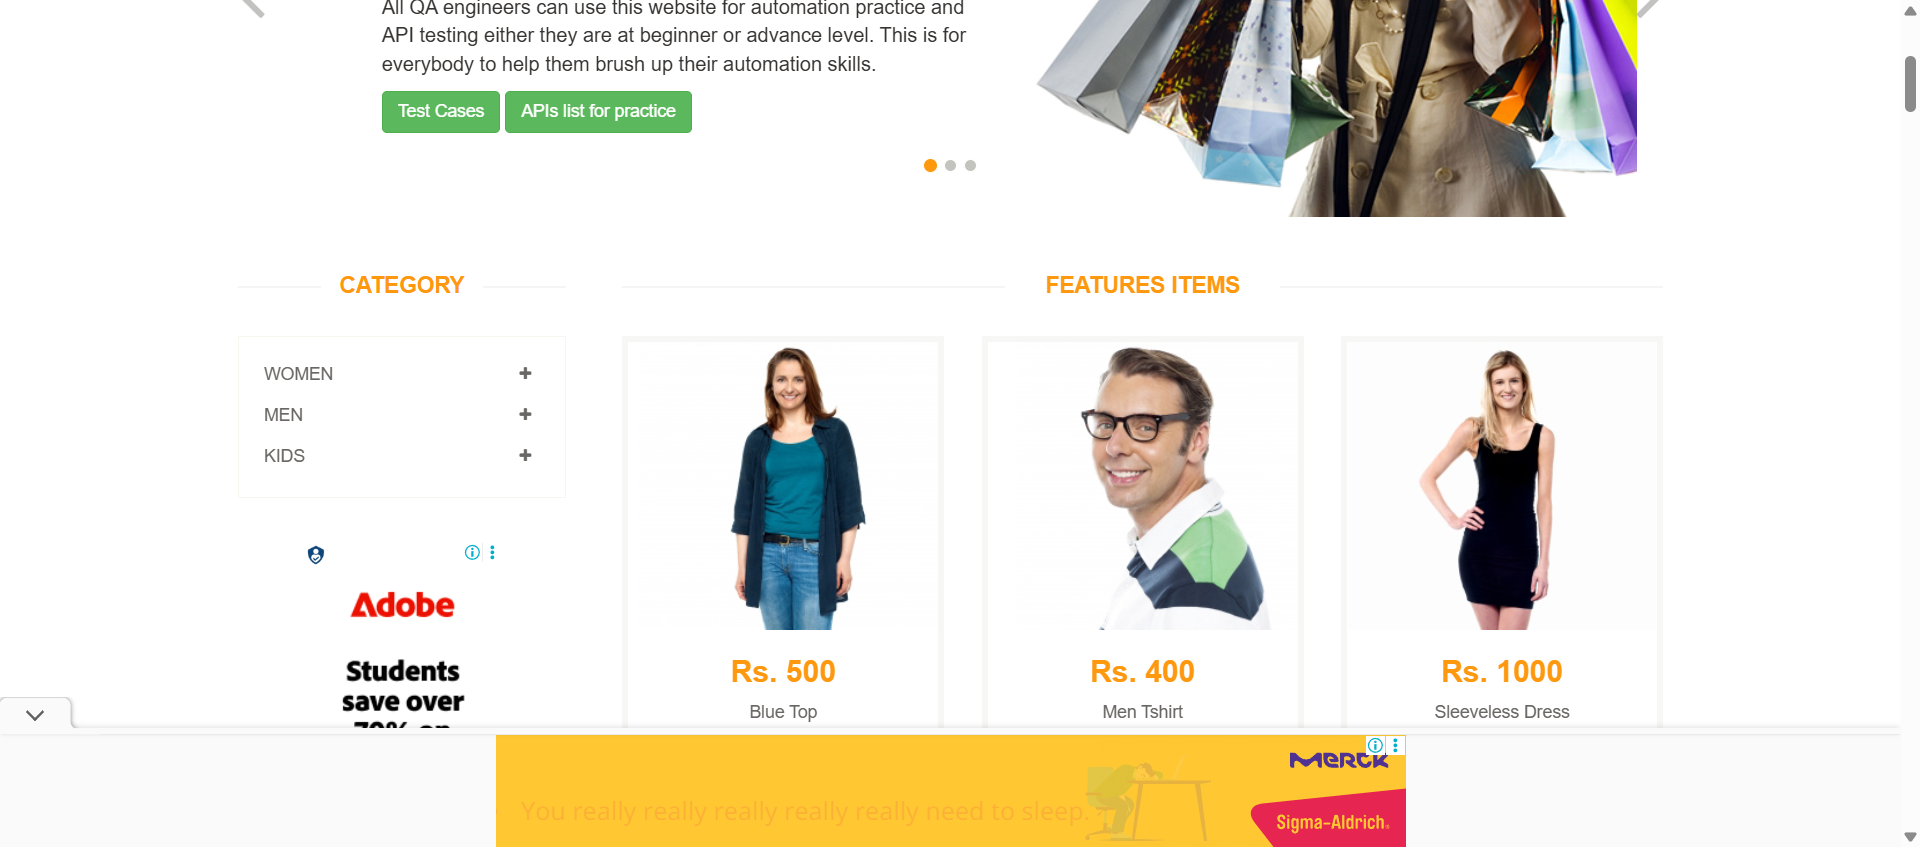 All QA engineers can use this website for automation practice and
API testing either they are at beginner or advance level. This is for
everybody to help them brush up their automation skills.
Test Cases
APIs list for practice
CATEGORY
WOMEN
MEN
KIDS
Adobe
Students
save over
70% on
FEATURES ITEMS
Rs. 500
Blue Top
Rs. 400
Men Tshirt
Rs. 1000
Sleeveless Dress
You really really really really really need to sleep.
MERCK
Sigma-Aldrich®